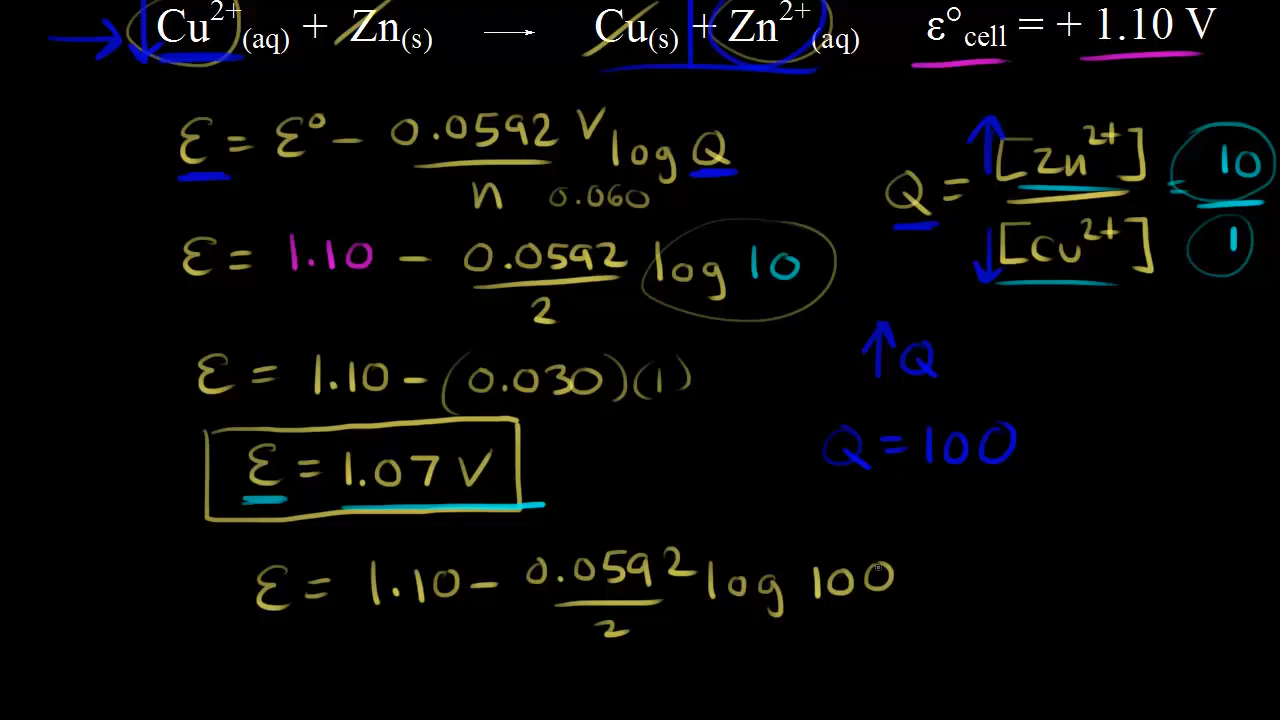 Cu²⁺(aq) + Zn(s) → Cu(s) + Zn²⁺(aq) ε°cell = + 1.10 V
ε = ε° − 0.0592 V / n log Q
0.060
Q = [Zn²⁺] / [Cu²⁺] = 10 / 1
ε = 1.10 − 0.0592 / 2 log 10
↑ Q
ε = 1.10 − (0.030)(1)
Q = 100
ε = 1.07 V
ε = 1.10 − 0.0592 / 2 log 100